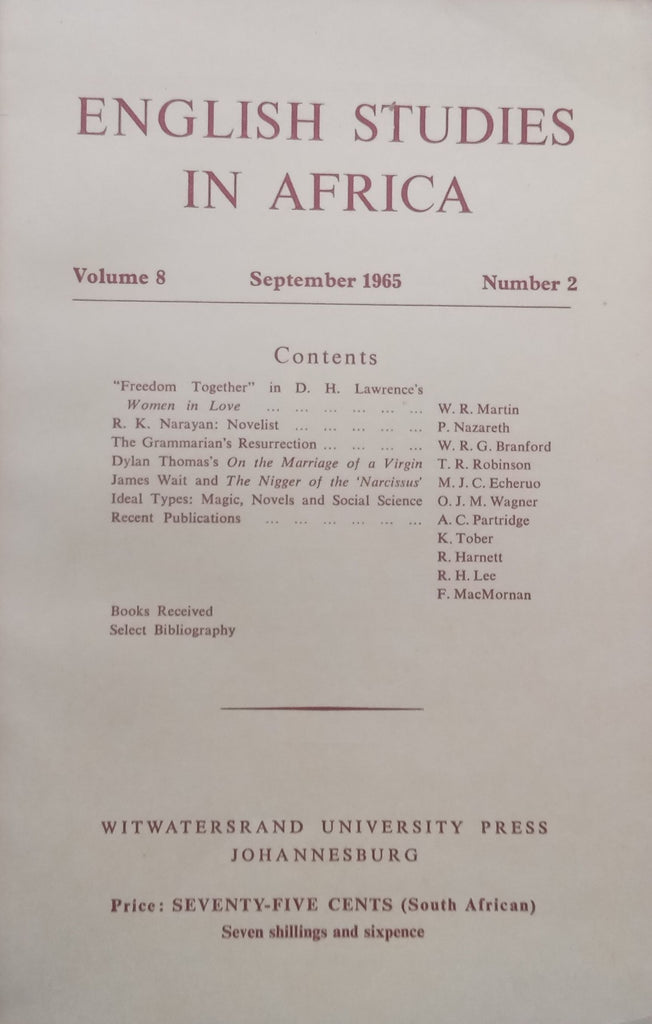 ENGLISH STUDIES
IN AFRICA
Volume 8 September 1965 Number 2
Contents
"Freedom Together" in D. H. Lawrence's
Women in Love ... ... ... ... ... ... W. R. Martin
R. K. Narayan: Novelist ... ... ... ... ... P. Nazareth
The Grammarian's Resurrection ... ... ... ... W. R. G. Branford
Dylan Thomas's On the Marriage of a Virgin T. R. Robinson
James Wait and The Nigger of the 'Narcissus' M. J. C. Echeruo
Ideal Types: Magic, Novels and Social Science O. J. M. Wagner
Recent Publications ... ... ... ... ... ... A. C. Partridge
K. Tober
R. Harnett
R. H. Lee
F. MacMornan
Books Received
Select Bibliography
WITWATERSRAND UNIVERSITY PRESS
JOHANNESBURG
Price: SEVENTY-FIVE CENTS (South African)
Seven shillings and sixpence